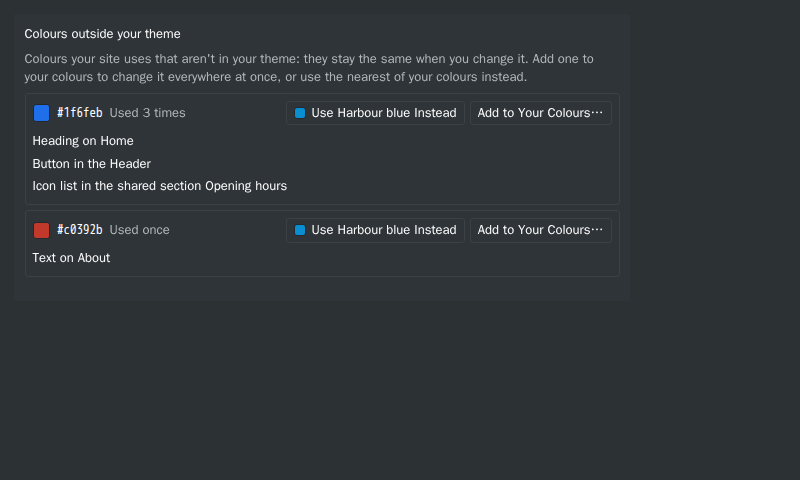 Colours outside your theme
Colours your site uses that aren't in your theme: they stay the same when you change it. Add one to
your colours to change it everywhere at once, or use the nearest of your colours instead.
#1f6feb Used 3 times Use Harbour blue Instead Add to Your Colours…
Heading on Home
Button in the Header
Icon list in the shared section Opening hours
#c0392b Used once Use Harbour blue Instead Add to Your Colours…
Text on About